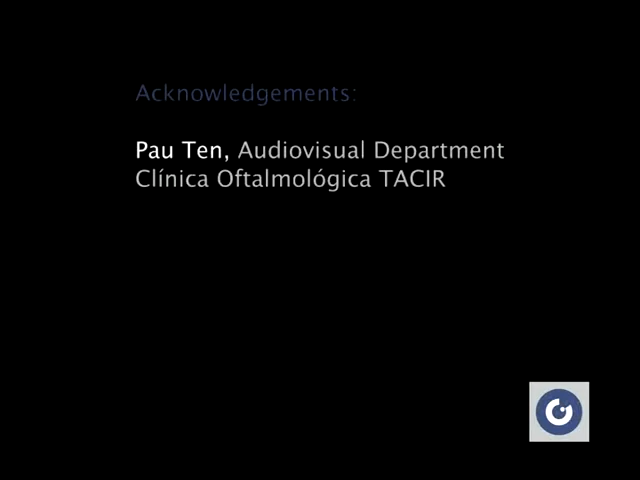 Acknowledgements:
Pau Ten, Audiovisual Department
Clínica Oftalmológica TACIR